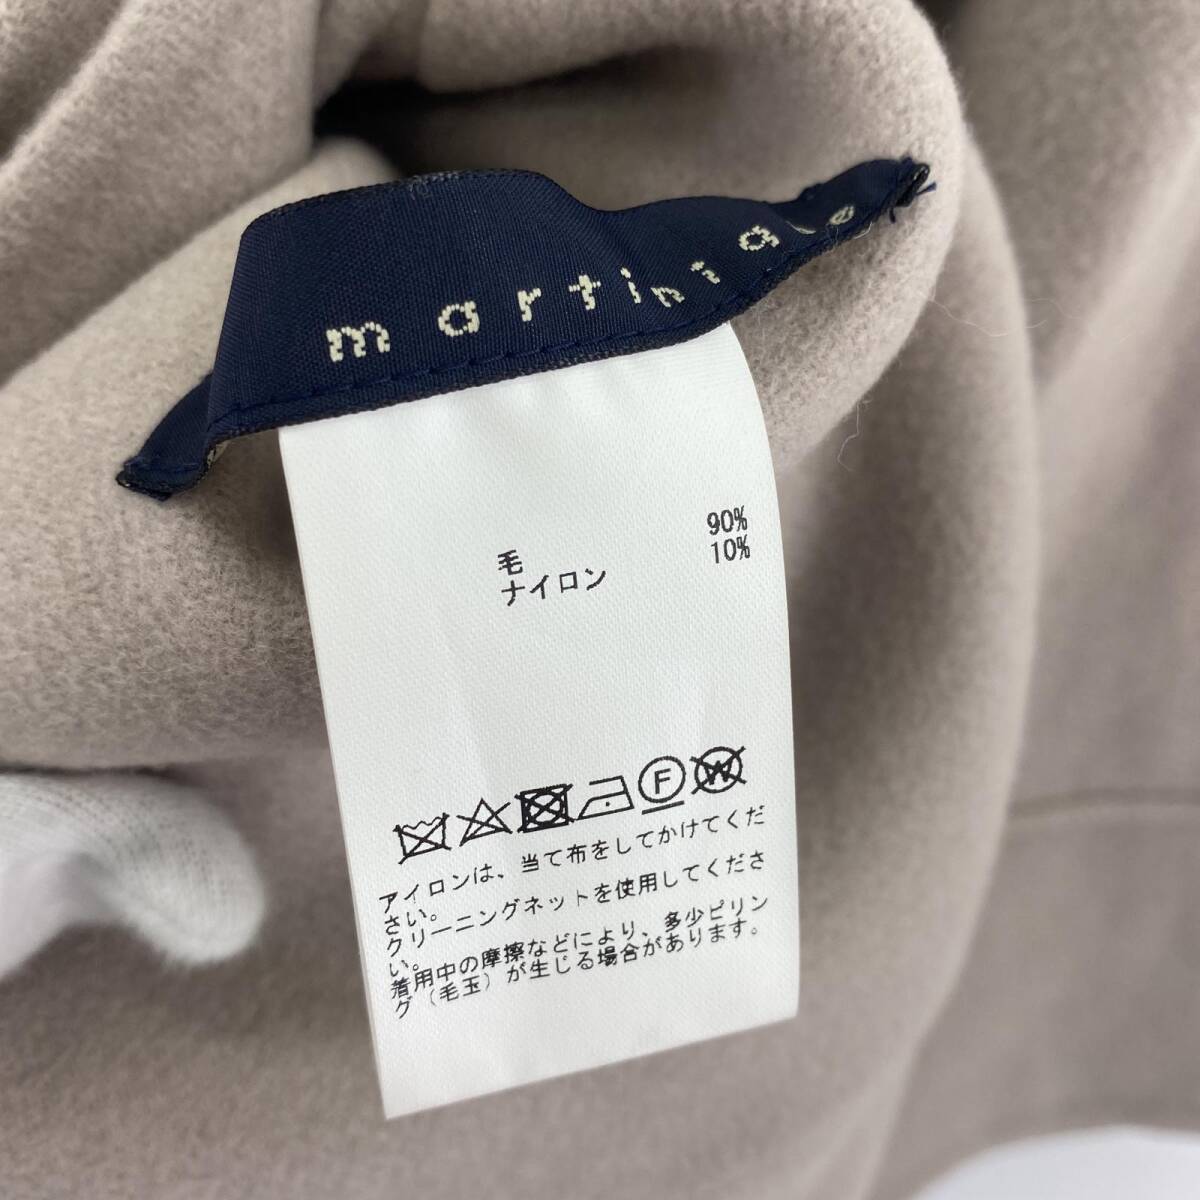 martinique
毛 90%
ナイロン 10%
F W
アイロンは、当て布をしてかけてくだ
さい。
クリーニングネットを使用してくださ
い。
着用中の摩擦などにより、多少ピリン
グ（毛玉）が生じる場合があります。